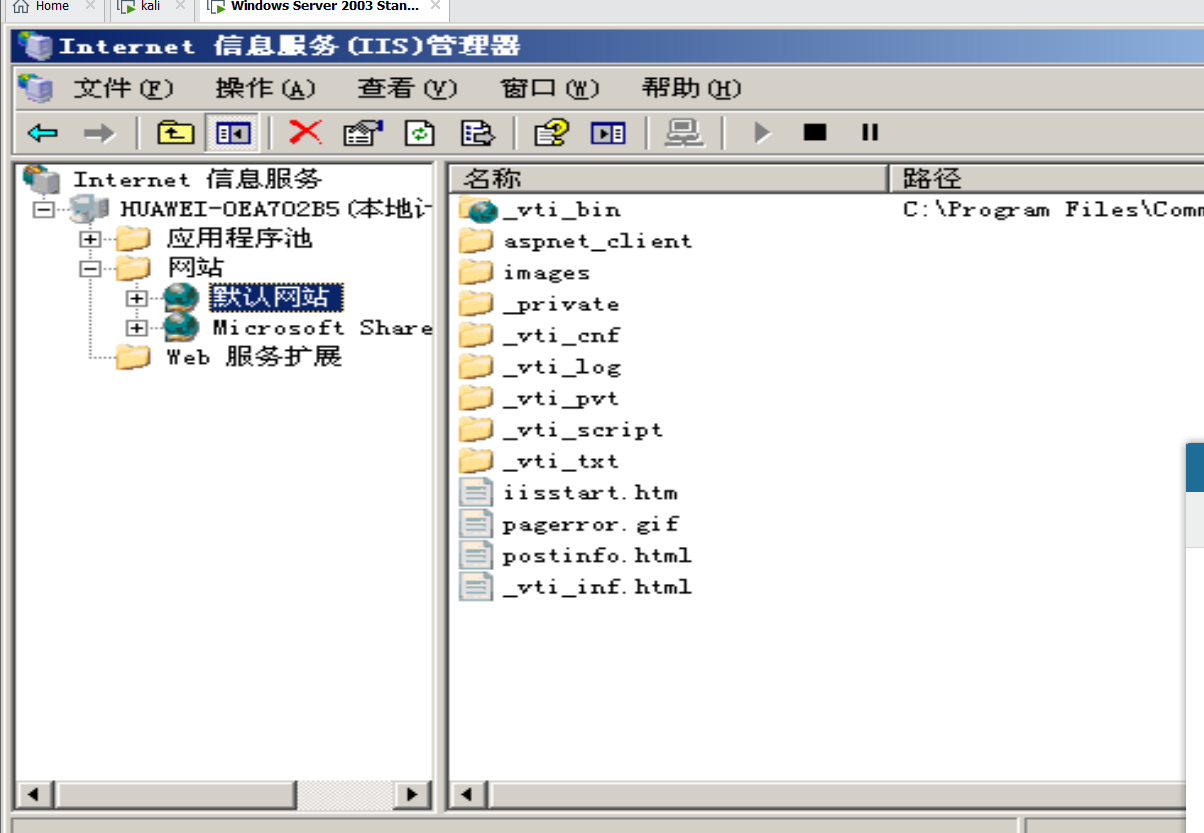 Home × kali × Windows Server 2003 Stan... ×
Internet 信息服务(IIS)管理器
文件(F) 操作(A) 查看(V) 窗口(W) 帮助(H)
Internet 信息服务
HUAWEI-OEA702B5(本地计
应用程序池
网站
默认网站
Microsoft Share
Web 服务扩展
名称 路径
_vti_bin C:\Program Files\Comm
aspnet_client
images
_private
_vti_cnf
_vti_log
_vti_pvt
_vti_script
_vti_txt
iisstart.htm
pagerror.gif
postinfo.html
_vti_inf.html